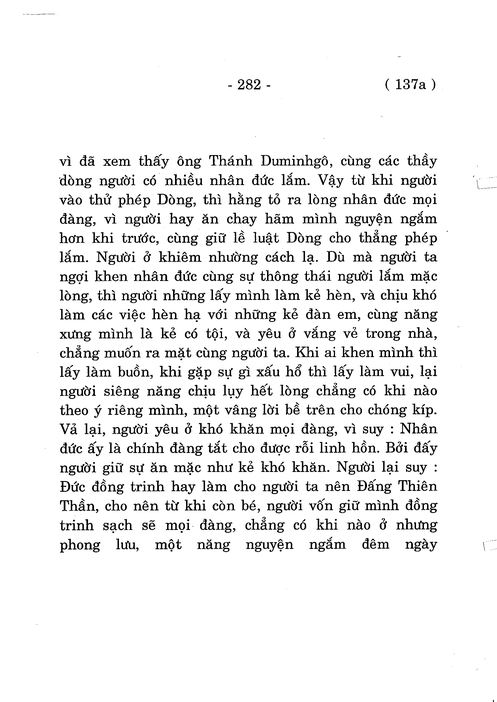 - 282 - ( 137a )
vì đã xem thấy ông Thánh Duminhgô, cùng các thầy
dòng người có nhiều nhân đức lắm. Vậy từ khi người
vào thử phép Dòng, thì hằng tỏ ra lòng nhân đức mọi
đàng, vì người hay ăn chay hãm mình nguyện ngắm
hơn khi trước, cùng giữ lề luật Dòng cho thẳng phép
lắm. Người ở khiêm nhường cách lạ. Dù mà người ta
ngợi khen nhân đức cùng sự thông thái người lắm mặc
lòng, thì người những lấy mình làm kẻ hèn, và chịu khó
làm các việc hèn hạ với những kẻ đàn em, cùng năng
xưng mình là kẻ có tội, và yêu ở vắng vẻ trong nhà,
chẳng muốn ra mặt cùng người ta. Khi ai khen mình thì
lấy làm buồn, khi gặp sự gì xấu hổ thì lấy làm vui, lại
người siêng năng chịu lụy hết lòng chẳng có khi nào
theo ý riêng mình, một vâng lời bề trên cho chóng kíp.
Vả lại, người yêu ở khó khăn mọi đàng, vì suy : Nhân
đức ấy là chính đàng tắt cho được rỗi linh hồn. Bởi đấy
người giữ sự ăn mặc như kẻ khó khăn. Người lại suy :
Đức đồng trinh hay làm cho người ta nên Đấng Thiên
Thần, cho nên từ khi còn bé, người vốn giữ mình đồng
trinh sạch sẽ mọi đàng, chẳng có khi nào ở nhưng
phong lưu, một năng nguyện ngắm đêm ngày